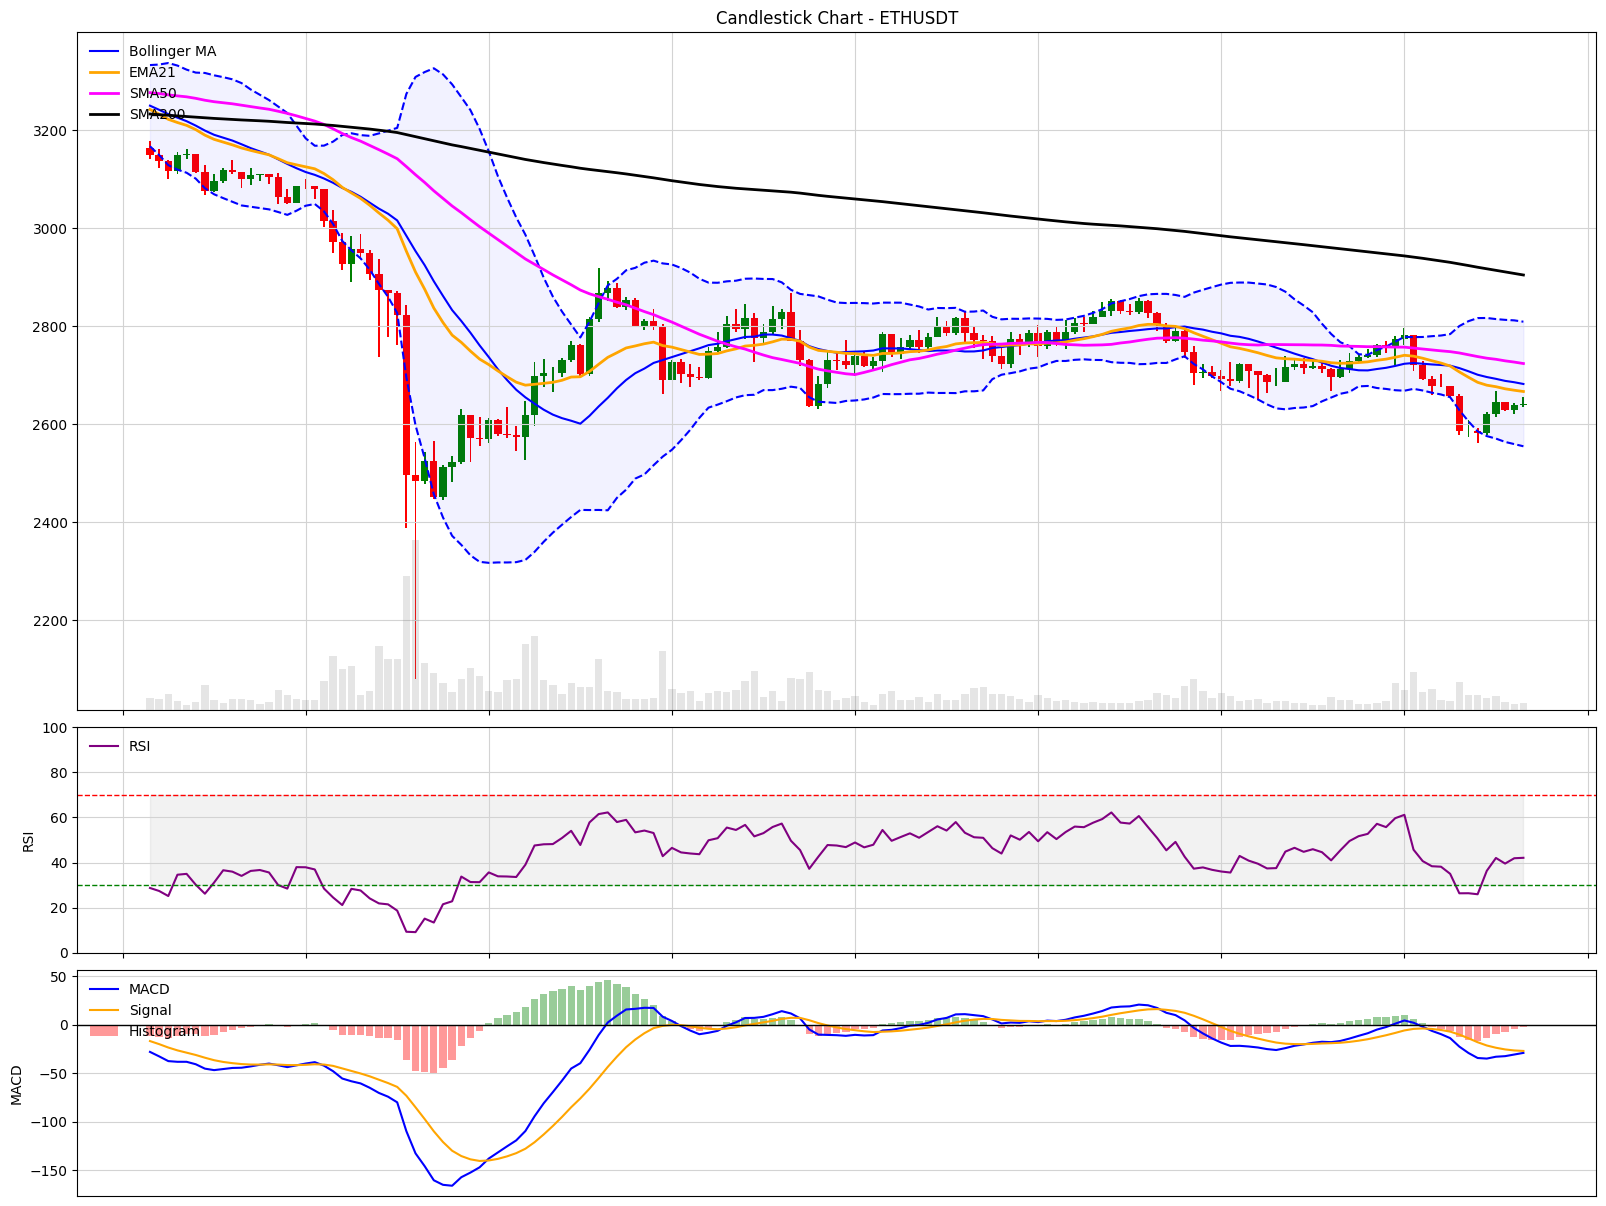 Candlestick Chart - ETHUSDT
Bollinger MA
EMA21
SMA50
SMA200
3200
3000
2800
2600
2400
2200
100
80
60
40
20
0
RSI
RSI
50
0
−50
−100
−150
MACD
MACD
Signal
Histogram